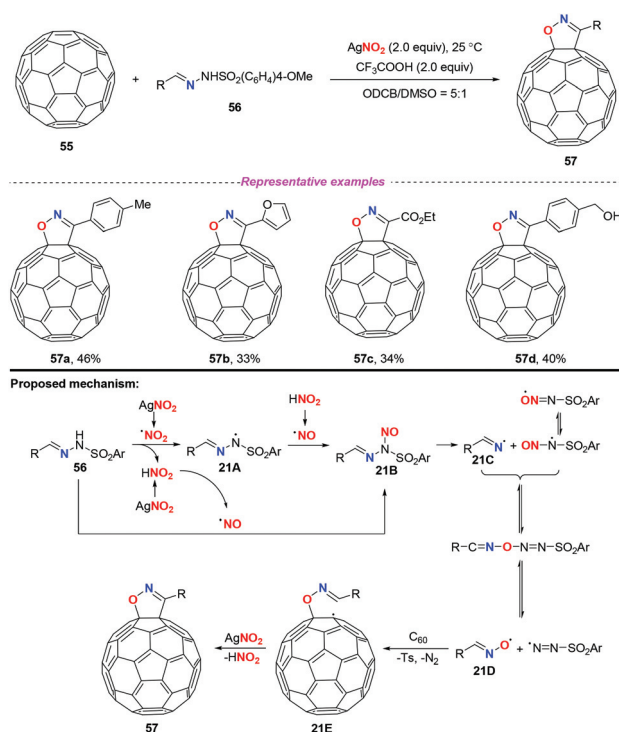 AgNO2 (2.0 equiv), 25 °C
CF3COOH (2.0 equiv)
ODCB/DMSO = 5:1
55
+
R N NHSO2(C6H4)4-OMe
56
O N R
57
Representative examples
O N Me
57a, 46%
O N O
57b, 33%
O N CO2Et
57c, 34%
O N OH
57d, 40%
Proposed mechanism:
R N H N SO2Ar
56
AgNO2
•NO2
HNO2
AgNO2
•NO
R N N• SO2Ar
21A
HNO2
•NO
R N NO N SO2Ar
21B
R N•
21C
+
•ON=N-SO2Ar
ON-N•-SO2Ar
R-C=N-O-N=N-SO2Ar
R N O•
21D
+ •N=N-SO2Ar
C60
-Ts, -N2
O N R
•
21E
AgNO2
-HNO2
O N R
57